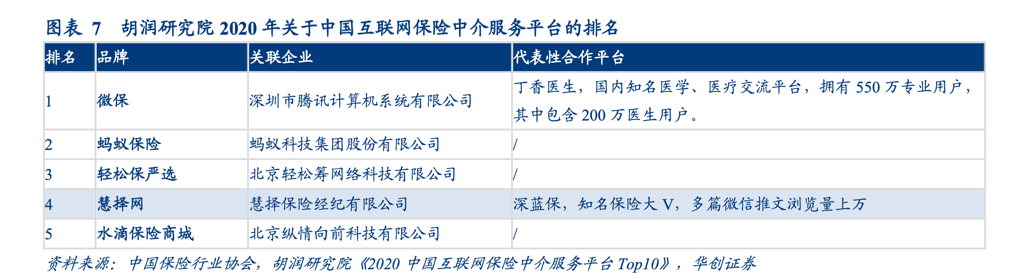 图表 7 胡润研究院 2020 年关于中国互联网保险中介服务平台的排名
排名 品牌 关联企业 代表性合作平台
1 微保 深圳市腾讯计算机系统有限公司 丁香医生，国内知名医学、医疗交流平台，拥有 550 万专业用户，
其中包含 200 万医生用户。
2 蚂蚁保险 蚂蚁科技集团股份有限公司 /
3 轻松保严选 北京轻松筹网络科技有限公司 /
4 慧择网 慧择保险经纪有限公司 深蓝保，知名保险大 V，多篇微信推文浏览量上万
5 水滴保险商城 北京纵情向前科技有限公司 /
资料来源：中国保险行业协会，胡润研究院《2020 中国互联网保险中介服务平台 Top10》，华创证券